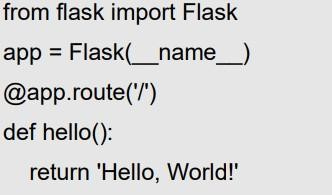 from flask import Flask
app = Flask(__name__)
@app.route('/')
def hello():
    return 'Hello, World!'